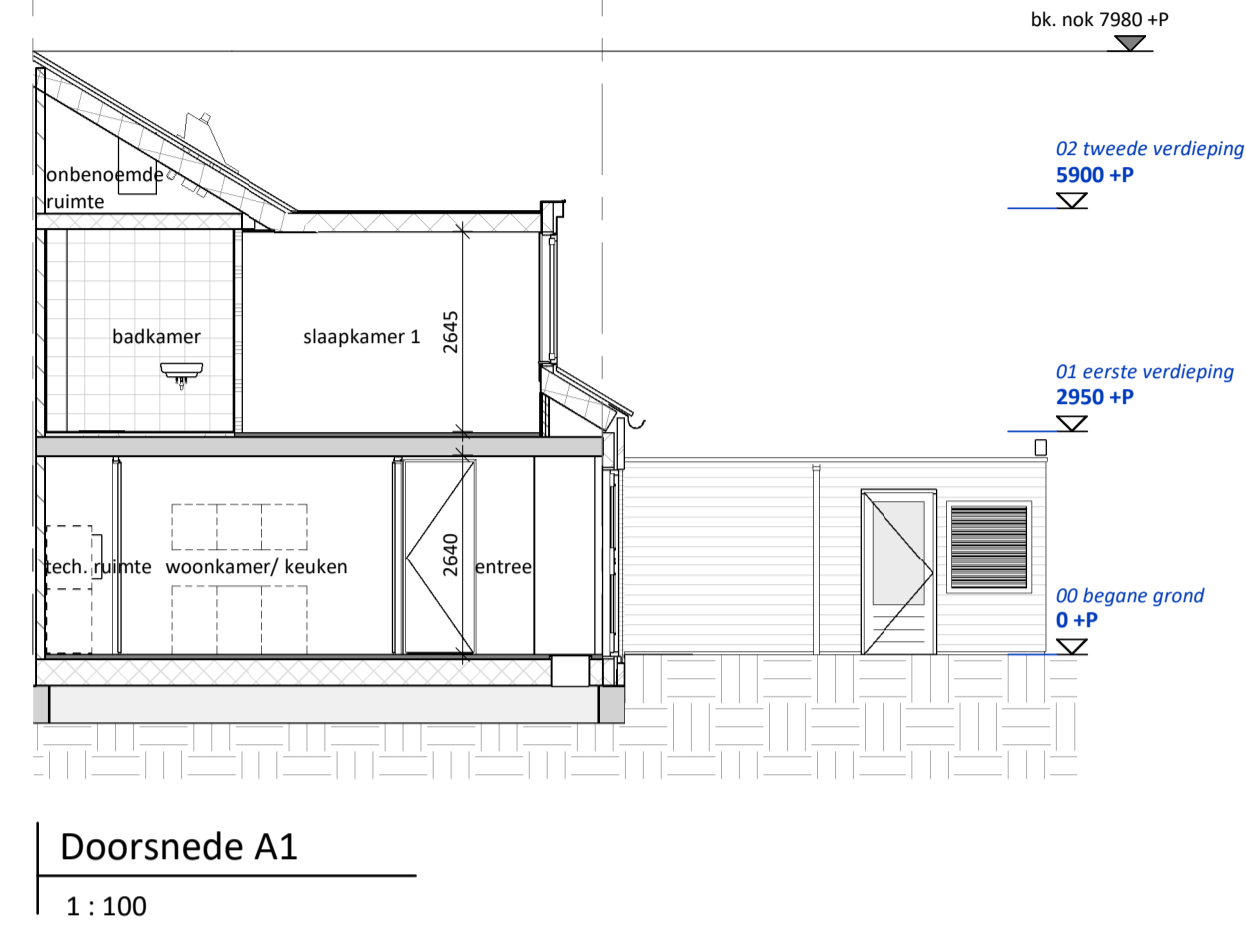 bk. nok 7980 +P
02 tweede verdieping
5900 +P
onbenoemde
ruimte
badkamer
slaapkamer 1
2645
01 eerste verdieping
2950 +P
tech. ruimte
woonkamer/ keuken
2640
entree
00 begane grond
0 +P
Doorsnede A1
1 : 100